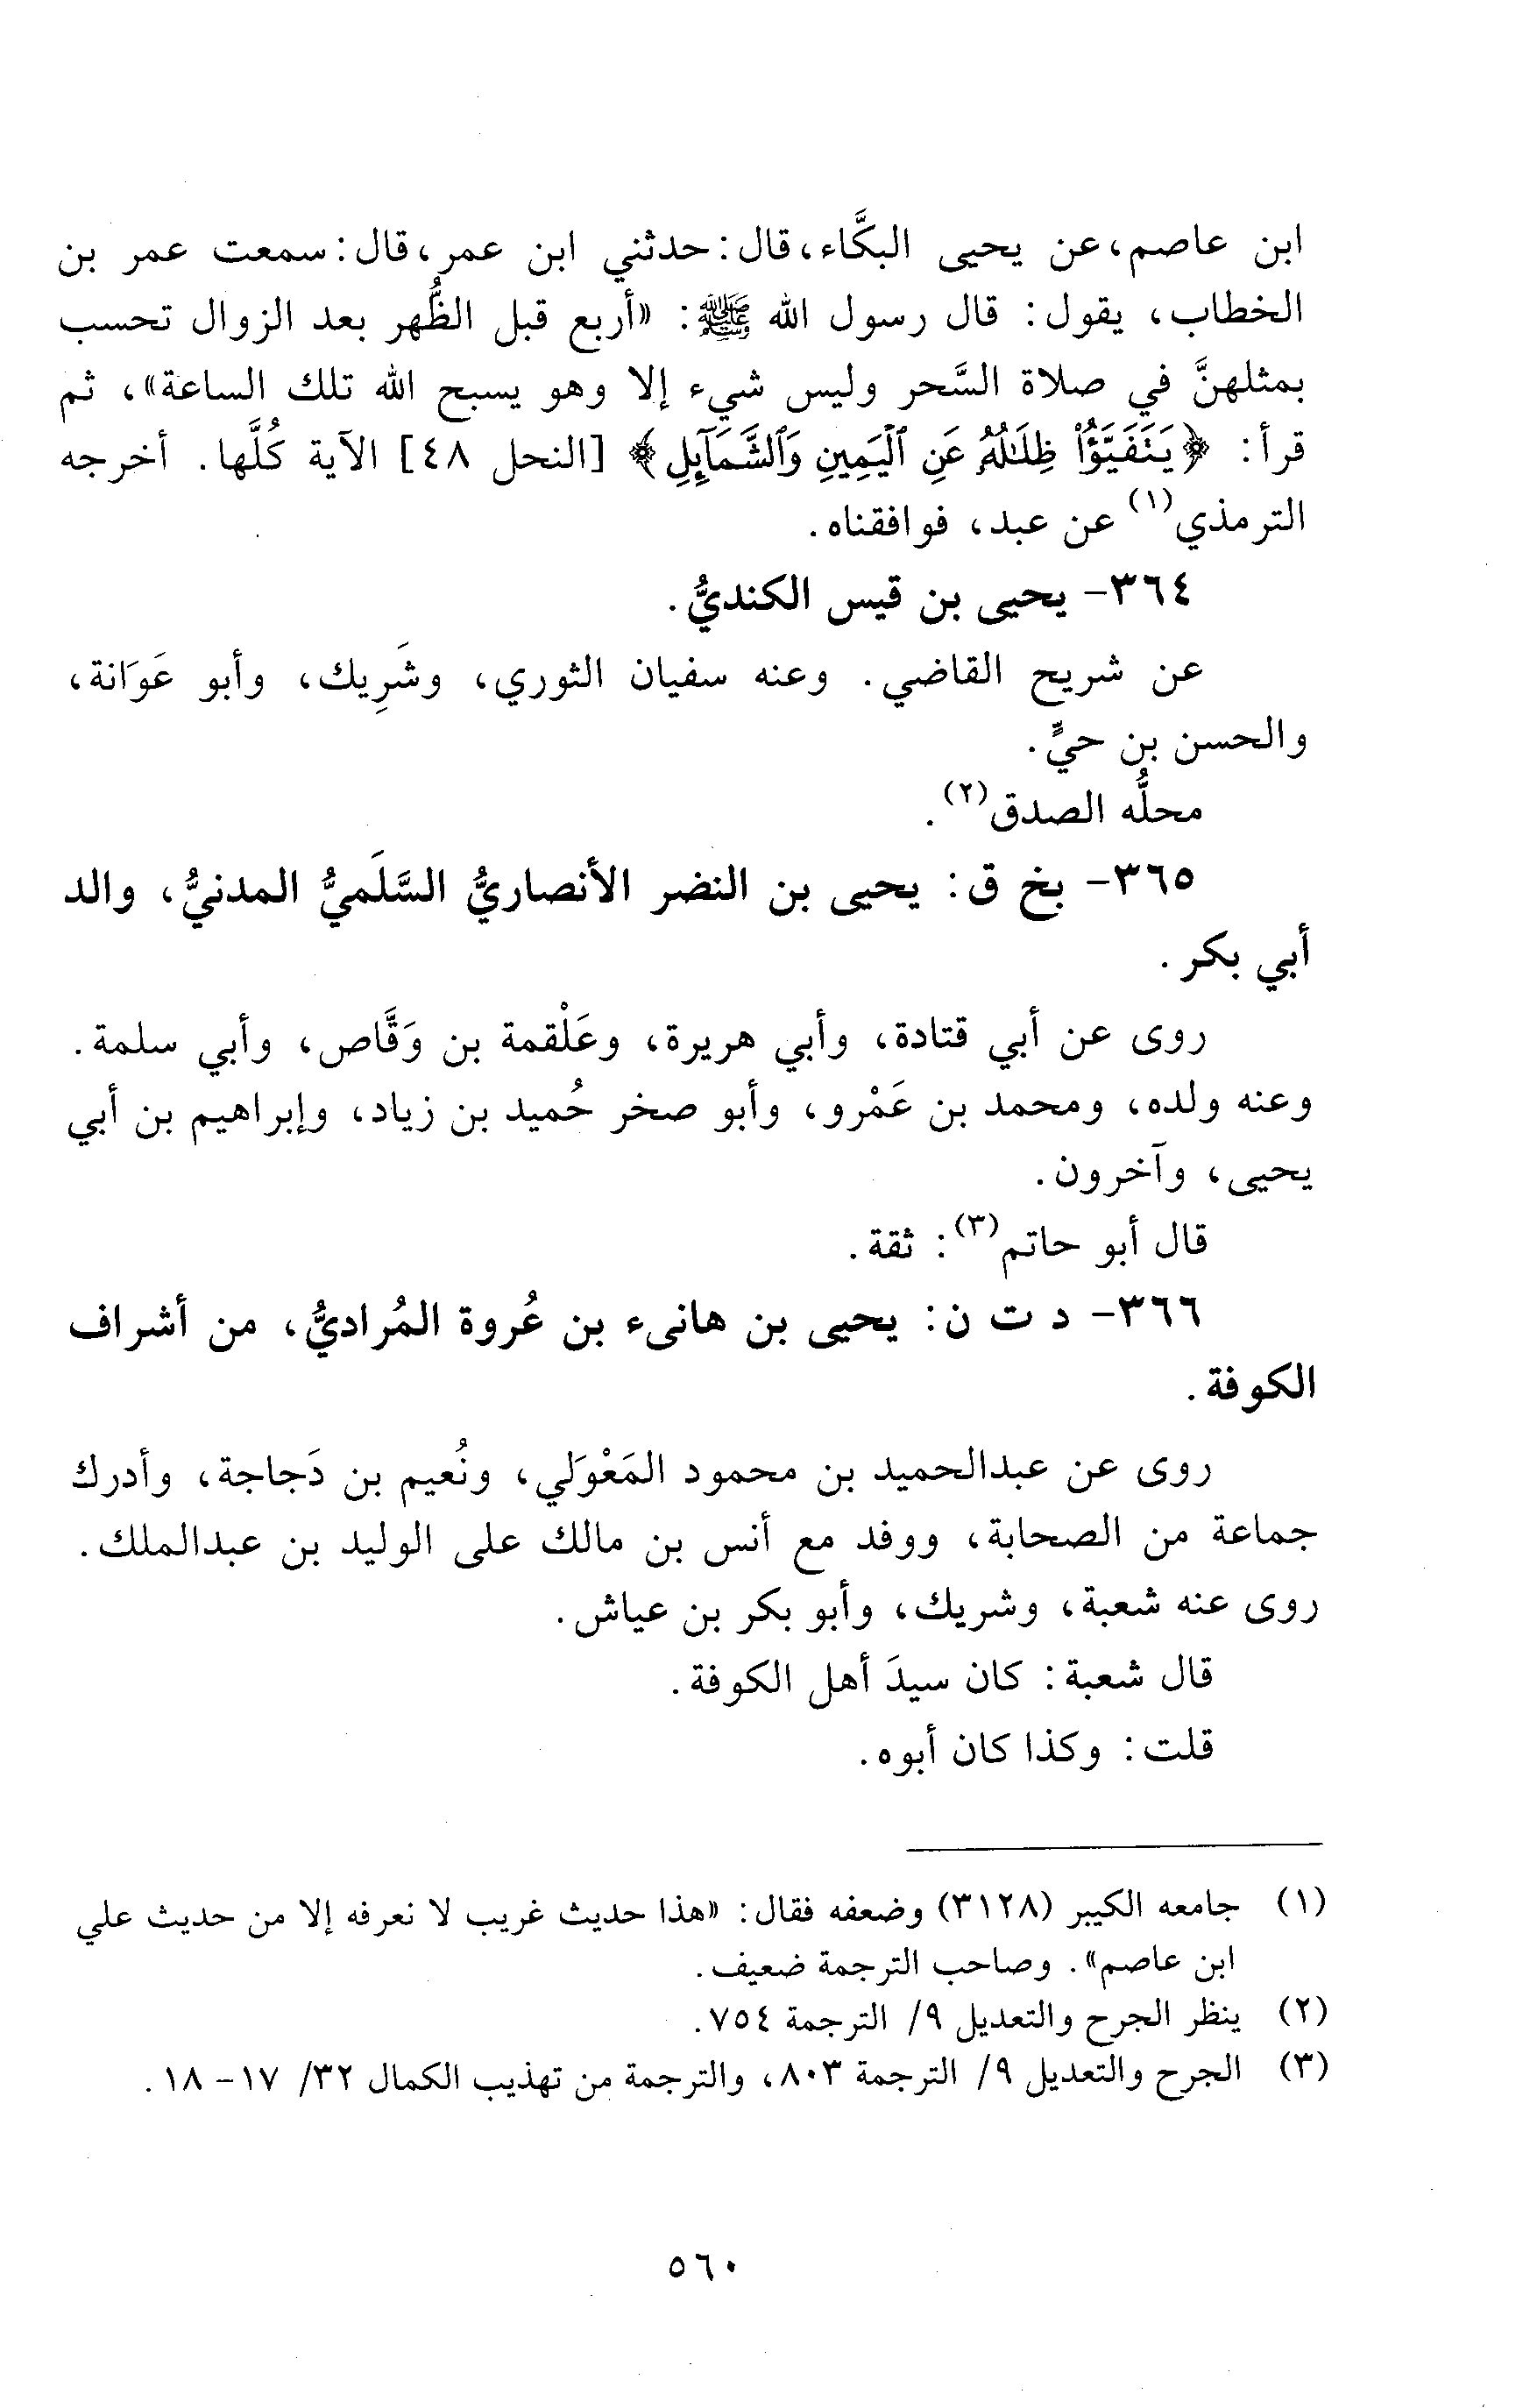 ابن عاصم، عن يحيى البكَّاء، قال: حدثني ابن عمر، قال: سمعت عمر بن
الخطاب، يقول: قال رسول الله ﷺ: «أربع قبل الظُّهر بعد الزوال تحسب
بمثلهنَّ في صلاة السَّحر وليس شيء إلا وهو يسبح الله تلك الساعة»، ثم
قرأ: ﴿يَتَفَيَّؤُاْ ظِلَٰلُهُۥ عَنِ ٱلۡيَمِينِ وَٱلشَّمَآئِلِ﴾ [النحل ٤٨] الآية كُلَّها. أخرجه
الترمذي(١) عن عبد، فوافقناه.
٣٦٤- يحيى بن قيس الكنديُّ.
عن شريح القاضي. وعنه سفيان الثوري، وشَرِيك، وأبو عَوَانة،
والحسن بن حيٍّ.
محلُّه الصدق(٢).
٣٦٥- بخ ق: يحيى بن النضر الأنصاريُّ السَّلَميُّ المدنيُّ، والد
أبي بكر.
روى عن أبي قتادة، وأبي هريرة، وعَلْقمة بن وَقَّاص، وأبي سلمة.
وعنه ولده، ومحمد بن عَمْرو، وأبو صخر حُميد بن زياد، وإبراهيم بن أبي
يحيى، وآخرون.
قال أبو حاتم(٣): ثقة.
٣٦٦- د ت ن: يحيى بن هانىء بن عُروة المُراديُّ، من أشراف
الكوفة.
روى عن عبدالحميد بن محمود المَعْوَلي، ونُعيم بن دَجاجة، وأدرك
جماعة من الصحابة، ووفد مع أنس بن مالك على الوليد بن عبدالملك.
روى عنه شعبة، وشريك، وأبو بكر بن عياش.
قال شعبة: كان سيدَ أهل الكوفة.
قلت: وكذا كان أبوه.
(١) جامعه الكبير (٣١٢٨) وضعفه فقال: «هذا حديث غريب لا نعرفه إلا من حديث علي
ابن عاصم». وصاحب الترجمة ضعيف.
(٢) ينظر الجرح والتعديل ٩/ الترجمة ٧٥٤.
(٣) الجرح والتعديل ٩/ الترجمة ٨٠٣، والترجمة من تهذيب الكمال ٣٢/ ١٧- ١٨.
٥٦٠